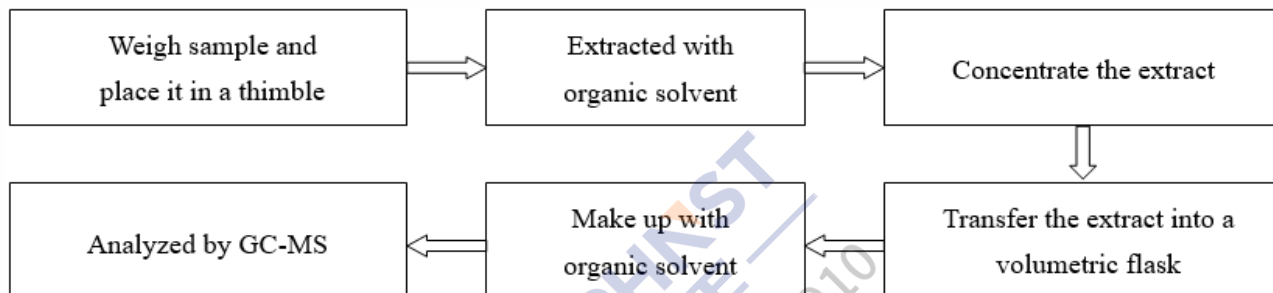 Weigh sample and
place it in a thimble
Extracted with
organic solvent
Concentrate the extract
Transfer the extract into a
volumetric flask
Make up with
organic solvent
Analyzed by GC-MS